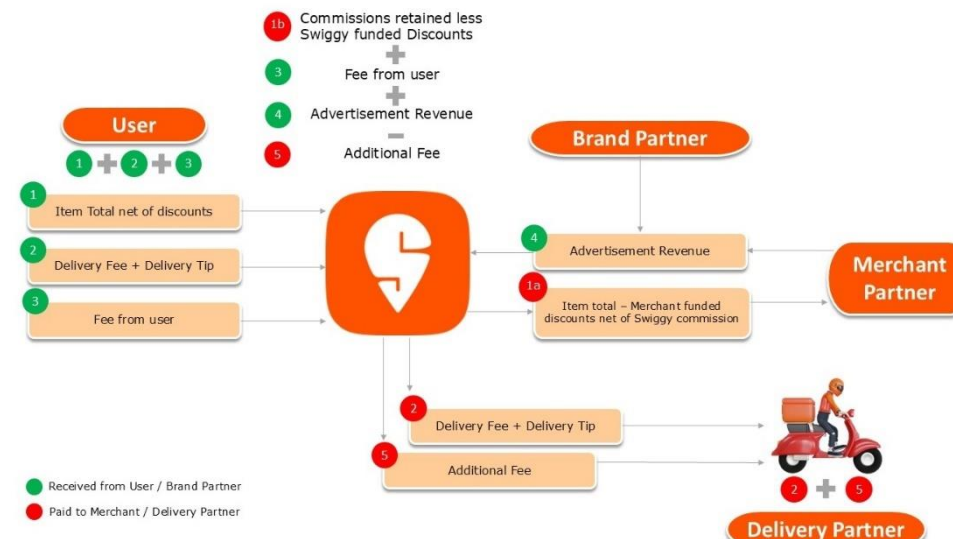 1b Commissions retained less
Swiggy funded Discounts
+
3 Fee from user
+
4 Advertisement Revenue
−
5 Additional Fee
User
1 + 2 + 3
1
Item Total net of discounts
2
Delivery Fee + Delivery Tip
3
Fee from user
Brand Partner
4
Advertisement Revenue
1a
Item total – Merchant funded
discounts net of Swiggy commission
Merchant
Partner
2
Delivery Fee + Delivery Tip
5
Additional Fee
2 + 5
Delivery Partner
Received from User / Brand Partner
Paid to Merchant / Delivery Partner